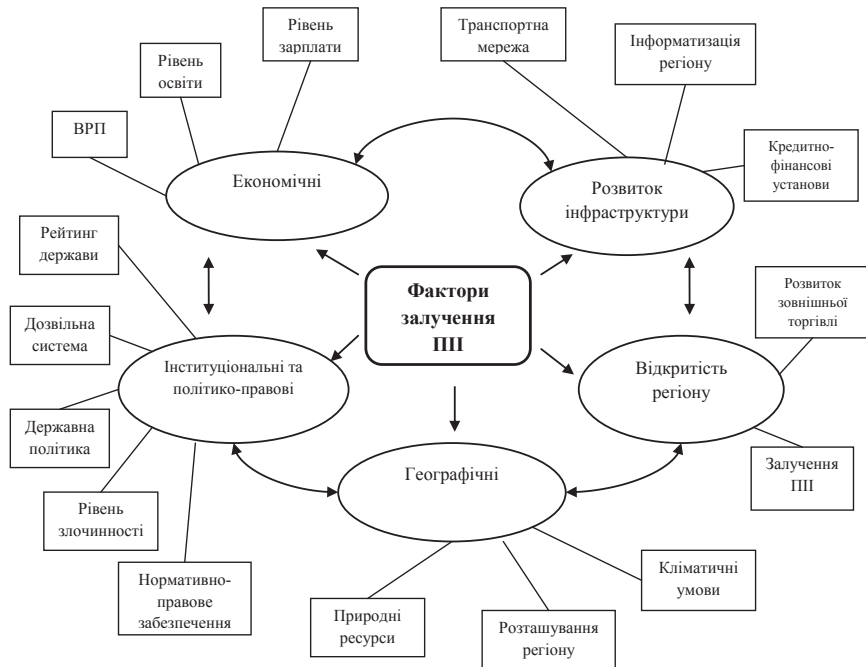 Рівень
зарплати
Транспортна
мережа
Інформатизація
регіону
Рівень
освіти
ВРП
Кредитно-
фінансові
установи
Економічні
Розвиток
інфраструктури
Рейтинг
держави
Фактори
залучення
ПІІ
Розвиток
зовнішньої
торгівлі
Дозвільна
система
Інституціональні та
політико-правові
Відкритість
регіону
Державна
політика
Географічні
Залучення
ПІІ
Рівень
злочинності
Нормативно-
правове
забезпечення
Природні
ресурси
Розташування
регіону
Кліматичні
умови